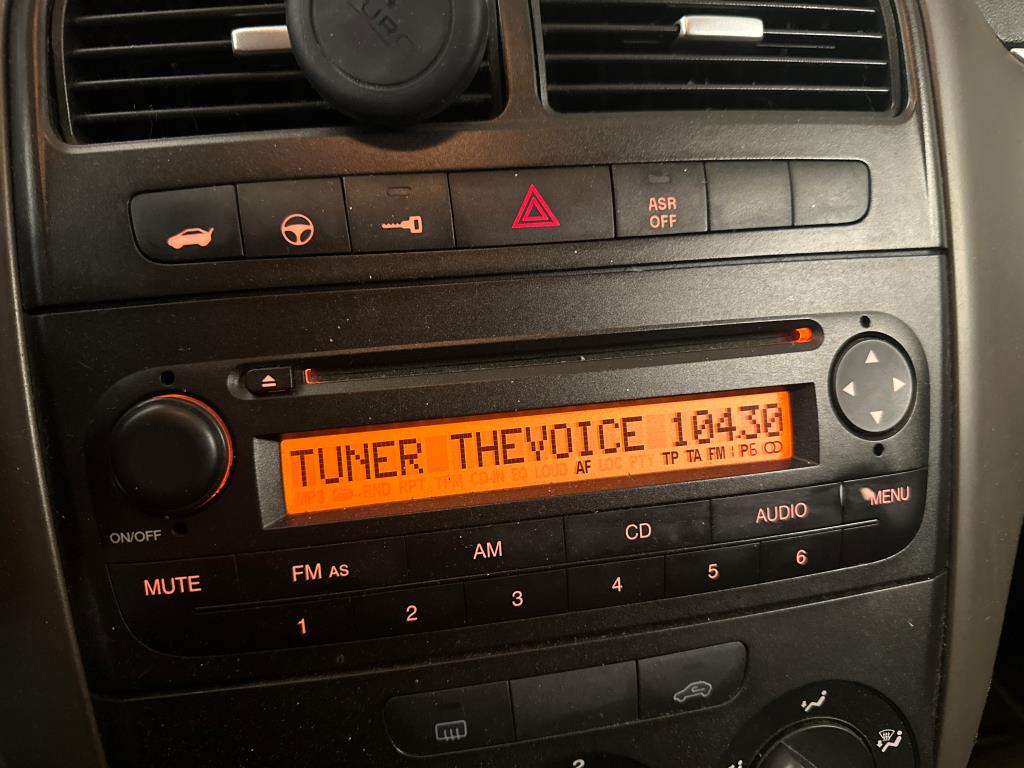 ASR
OFF
TUNER THEVOICE 104.30
MP3 RND RPT TPM CD-IN EQ LOUD AF LOC PTY TP TA FM I P6
ON/OFF
MUTE FM AS AM CD AUDIO MENU
1 2 3 4 5 6